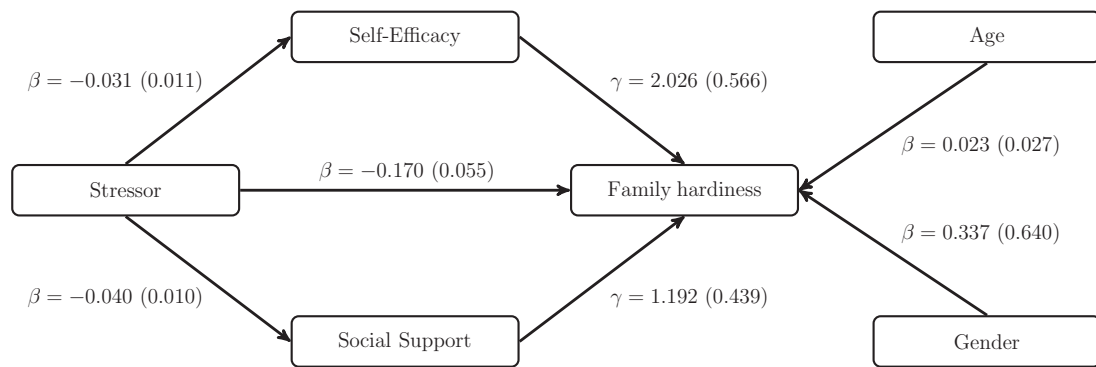 Self-Efficacy
Age
β = −0.031 (0.011)
γ = 2.026 (0.566)
β = 0.023 (0.027)
β = −0.170 (0.055)
Stressor
Family hardiness
β = 0.337 (0.640)
β = −0.040 (0.010)
γ = 1.192 (0.439)
Social Support
Gender